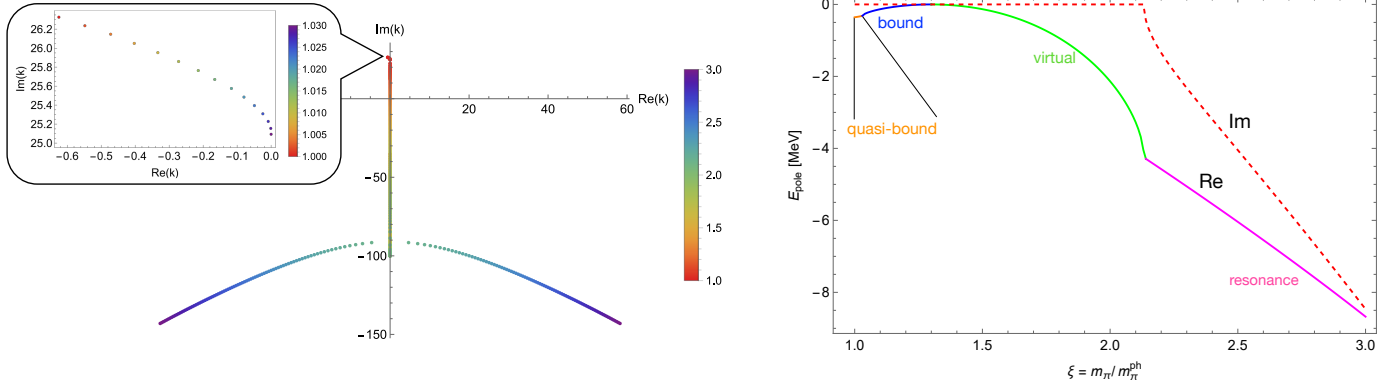 Im(k)
26.4
26.2
26.0
25.8
25.6
25.4
25.2
25.0
Im(k)
−0.6 −0.5 −0.4 −0.3 −0.2 −0.1 0.0
Re(k)
1.030
1.025
1.020
1.015
1.010
1.005
1.000
20 40 60
Re(k)
−50
−100
−150
3.0
2.5
2.0
1.5
1.0
0
−2
−4
−6
−8
E_pole [MeV]
bound
virtual
quasi-bound
Im
Re
resonance
1.0 1.5 2.0 2.5 3.0
ξ = m_π / m_π^ph